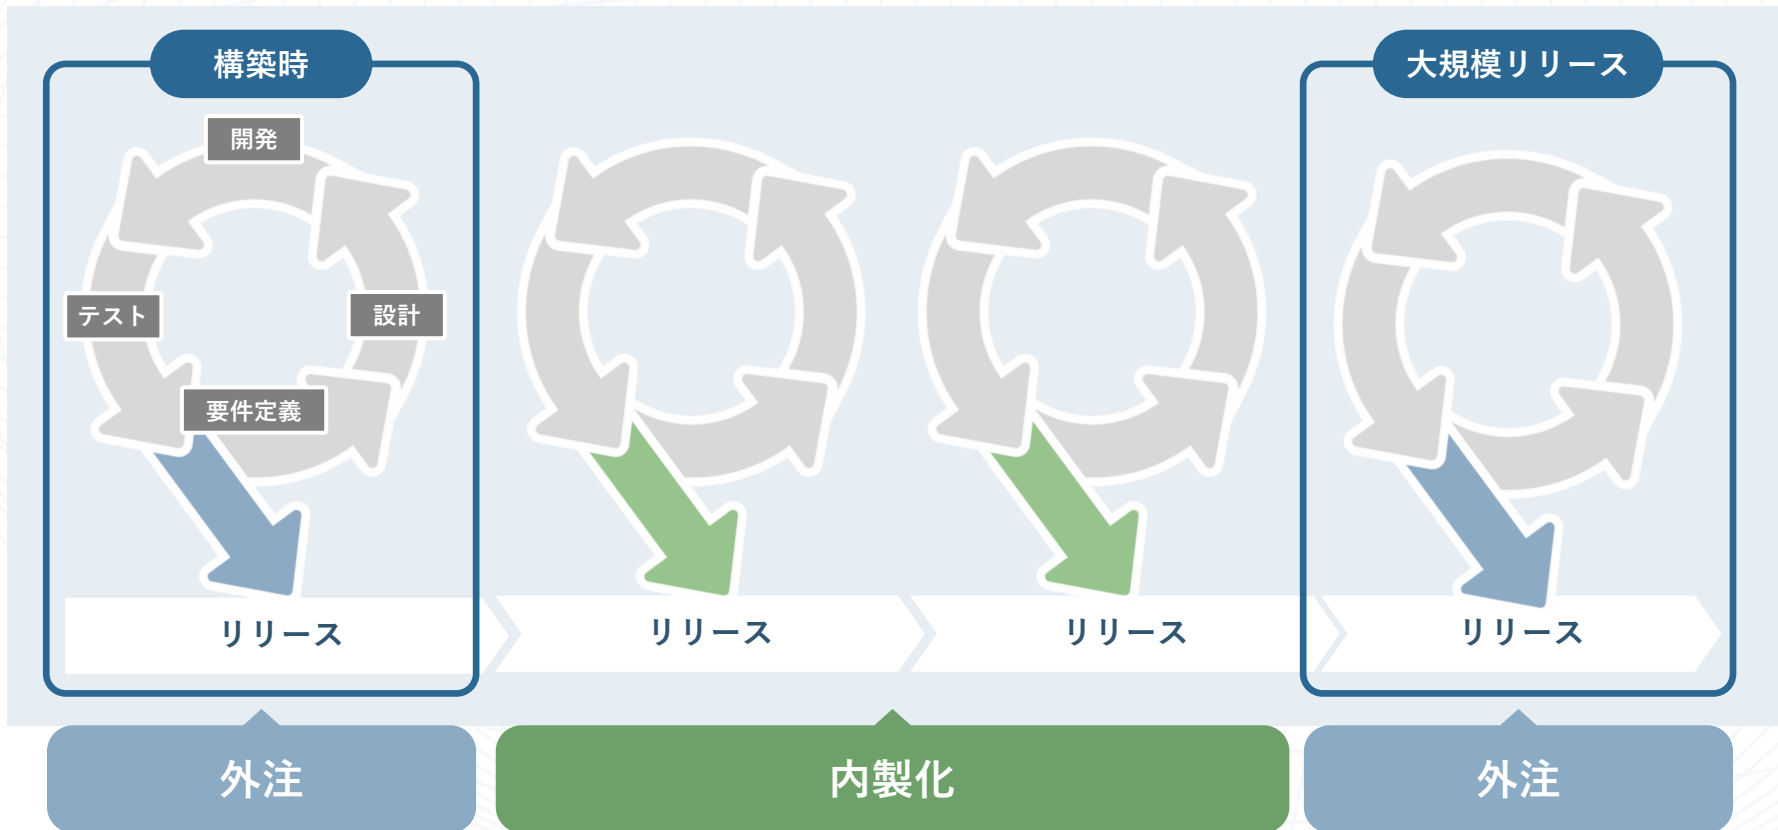 構築時
大規模リリース
開発
テスト
設計
要件定義
リリース
リリース
リリース
リリース
外注
内製化
外注